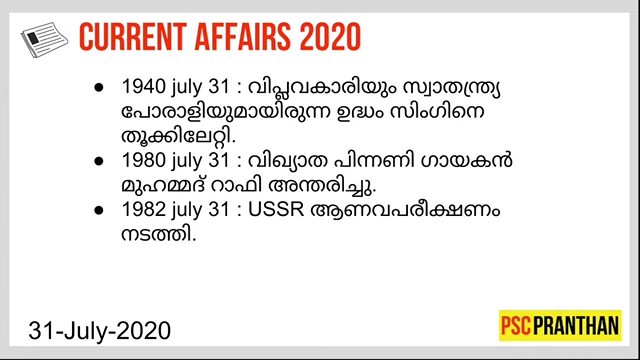 CURRENT AFFAIRS 2020
● 1940 july 31 : വിപ്ലവകാരിയും സ്വാതന്ത്ര്യ
പോരാളിയുമായിരുന്ന ഉദ്ധം സിംഗിനെ
തൂക്കിലേറ്റി.
● 1980 july 31 : വിഖ്യാത പിന്നണി ഗായകൻ
മുഹമ്മദ് റാഫി അന്തരിച്ചു.
● 1982 july 31 : USSR ആണവപരീക്ഷണം
നടത്തി.
31-July-2020
PSC PRANTHAN